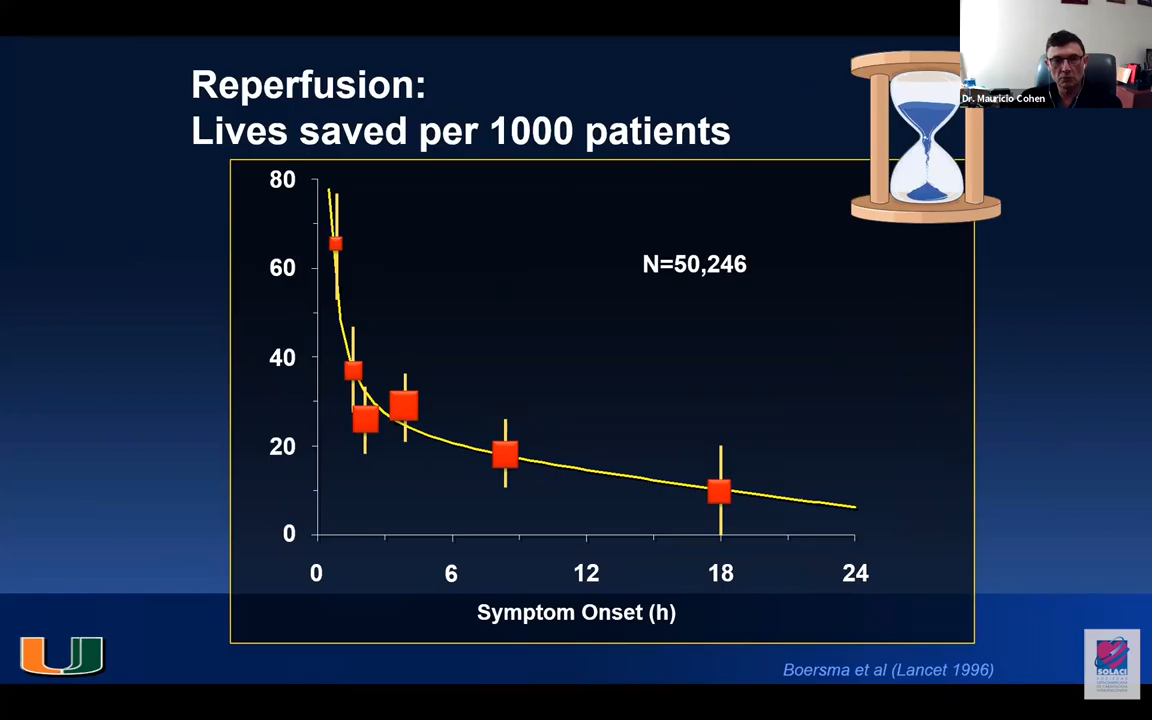 Reperfusion:
Lives saved per 1000 patients
Dr. Mauricio Cohen
N=50,246
80
60
40
20
0
0 6 12 18 24
Symptom Onset (h)
Boersma et al (Lancet 1996)
SOLACI